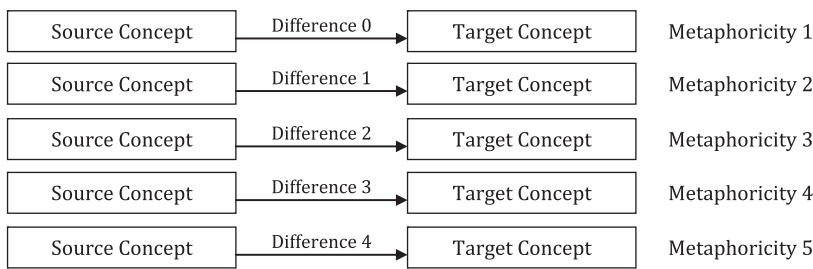 Source Concept Difference 0 Target Concept Metaphoricity 1
Source Concept Difference 1 Target Concept Metaphoricity 2
Source Concept Difference 2 Target Concept Metaphoricity 3
Source Concept Difference 3 Target Concept Metaphoricity 4
Source Concept Difference 4 Target Concept Metaphoricity 5